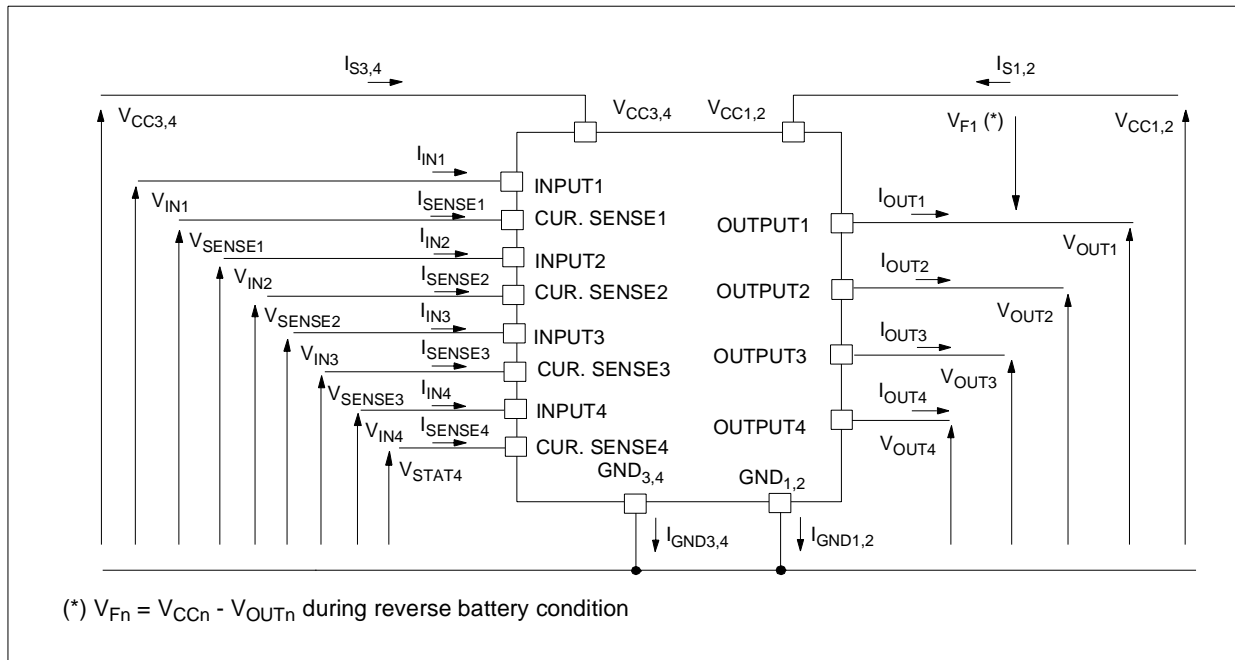 I_S3,4
I_S1,2
V_CC3,4
V_CC3,4
V_CC1,2
V_F1 (*)
V_CC1,2
I_IN1
INPUT1
V_IN1
I_SENSE1
CUR. SENSE1
V_SENSE1
I_IN2
INPUT2
V_IN2
I_SENSE2
CUR. SENSE2
V_SENSE2
I_IN3
INPUT3
V_IN3
I_SENSE3
CUR. SENSE3
V_SENSE3
I_IN4
INPUT4
V_IN4
I_SENSE4
CUR. SENSE4
V_STAT4
OUTPUT1
I_OUT1
V_OUT1
OUTPUT2
I_OUT2
V_OUT2
OUTPUT3
I_OUT3
V_OUT3
OUTPUT4
I_OUT4
V_OUT4
GND_3,4
GND_1,2
I_GND3,4
I_GND1,2
(*) V_Fn = V_CCn - V_OUTn during reverse battery condition